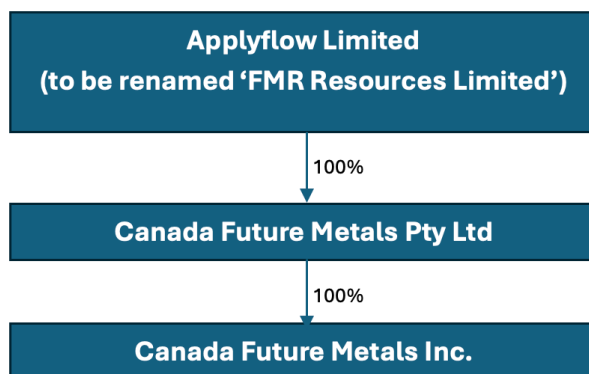 Applyflow Limited
(to be renamed ‘FMR Resources Limited’)
100%
Canada Future Metals Pty Ltd
100%
Canada Future Metals Inc.